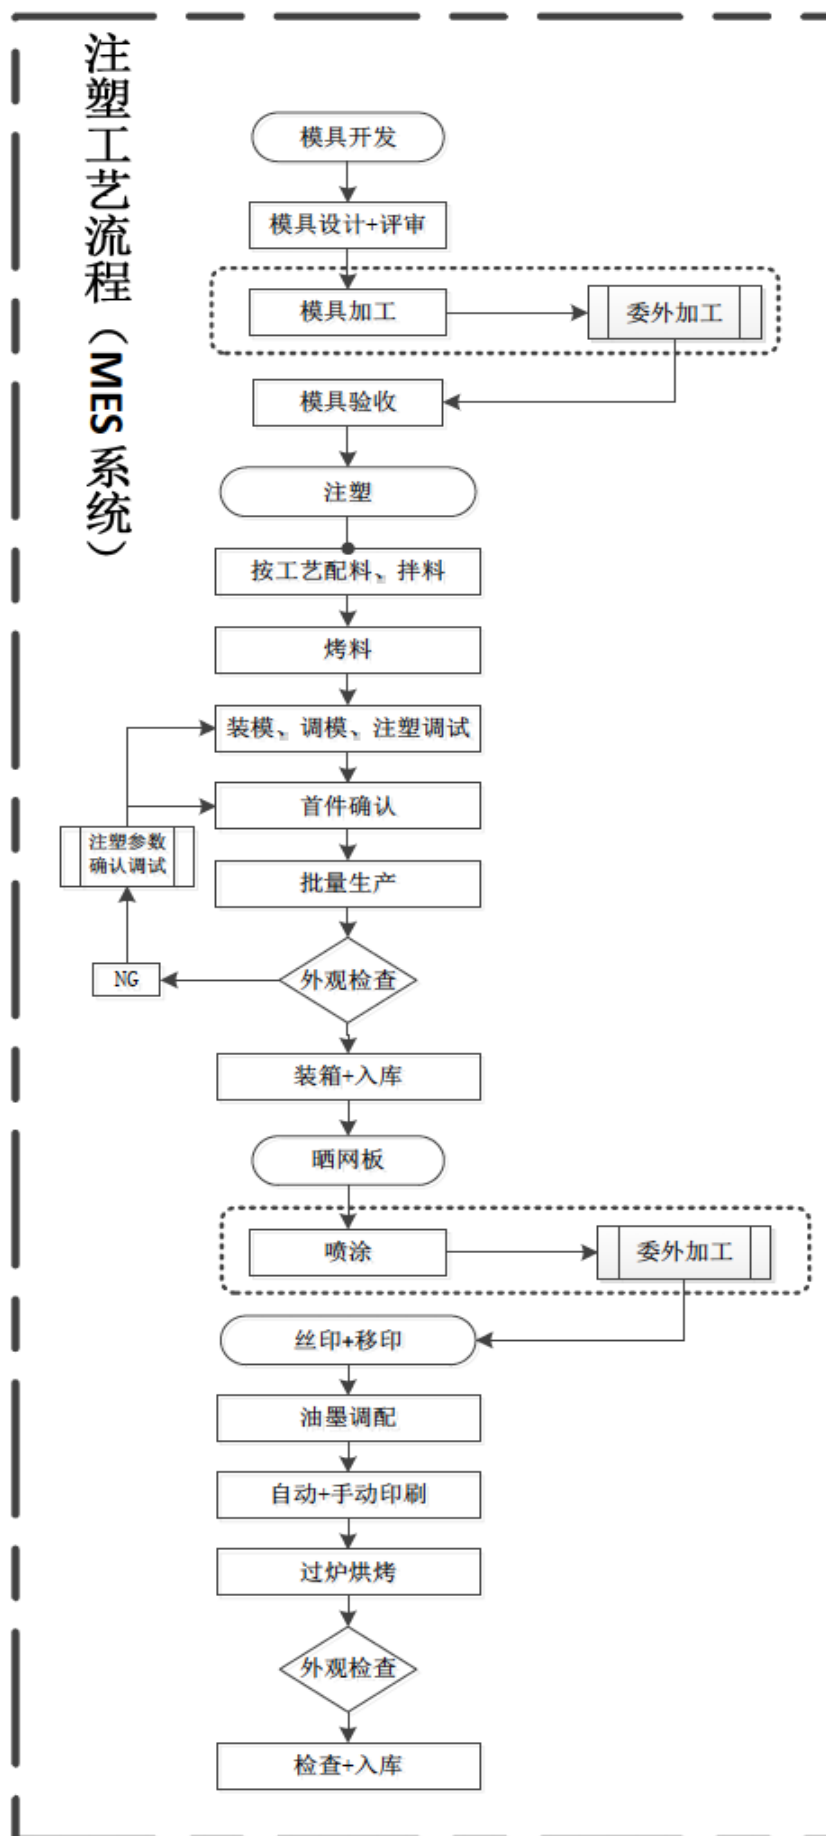 注塑工艺流程（MES系统）
模具开发
模具设计+评审
模具加工
委外加工
模具验收
注塑
按工艺配料、拌料
烤料
装模、调模、注塑调试
首件确认
注塑参数
确认调试
批量生产
外观检查
NG
装箱+入库
晒网板
喷涂
委外加工
丝印+移印
油墨调配
自动+手动印刷
过炉烘烤
外观检查
检查+入库